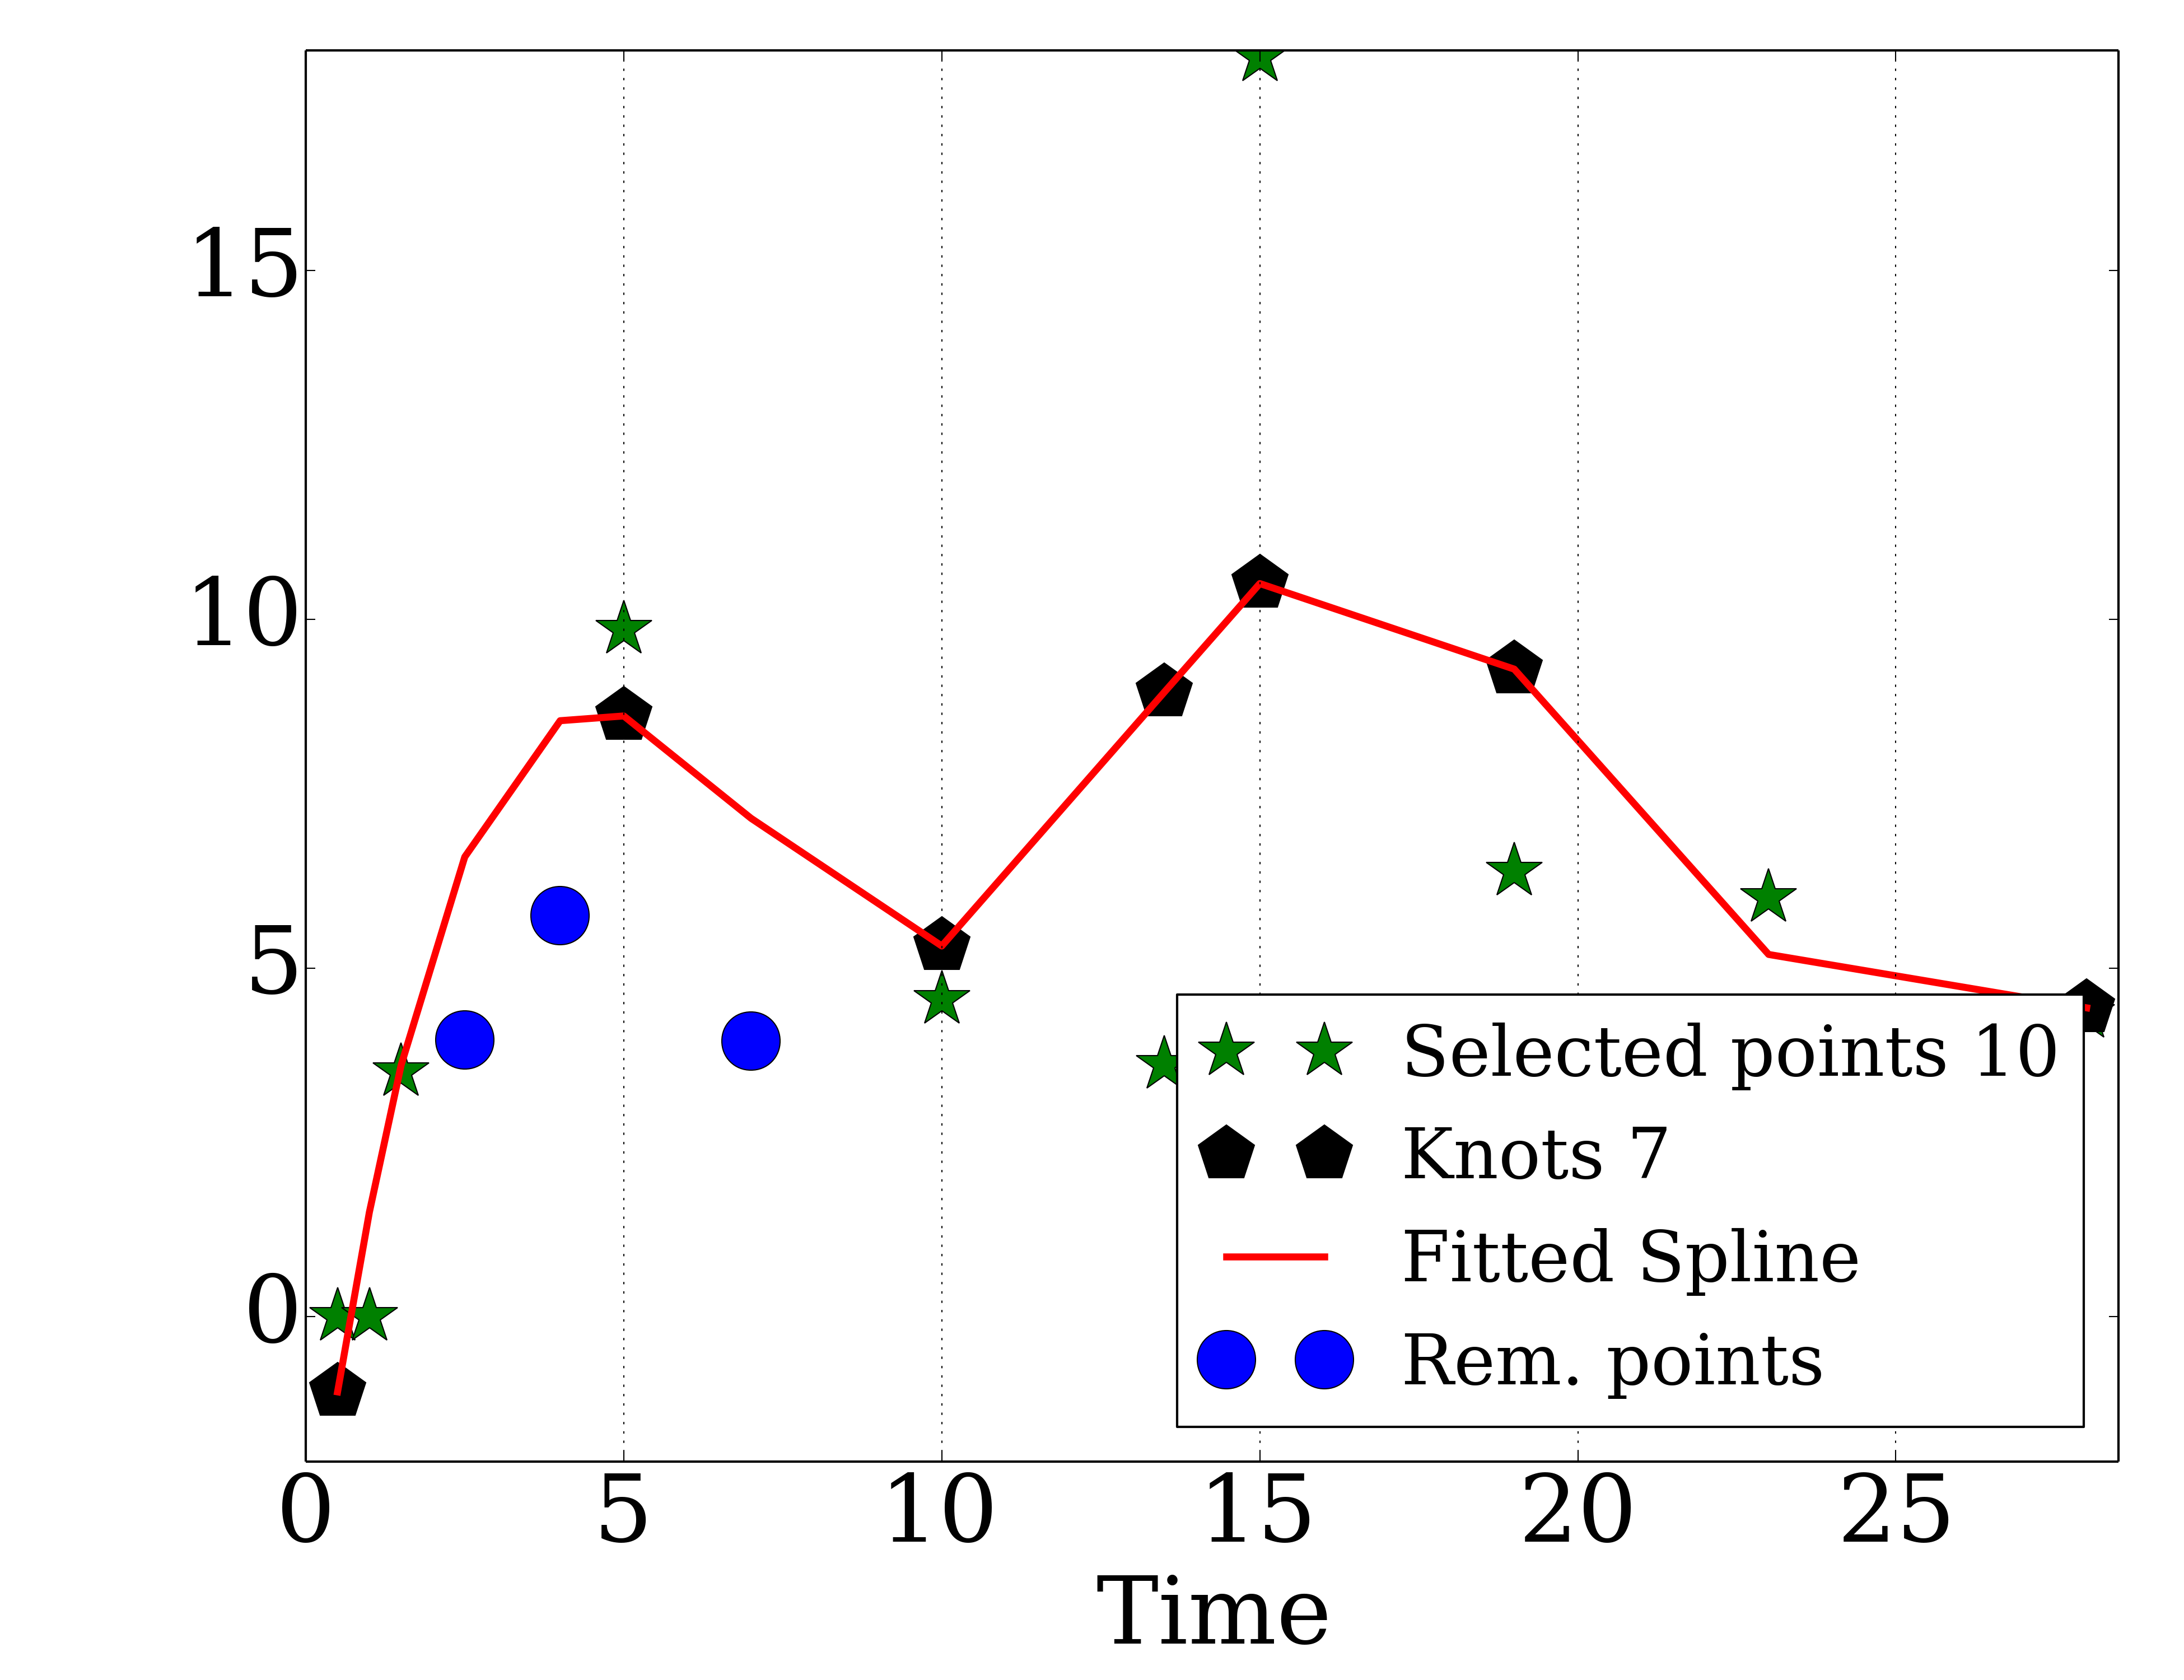 15
10
5
0
Selected points 10
Knots 7
Fitted Spline
Rem. points
0 5 10 15 20 25
Time